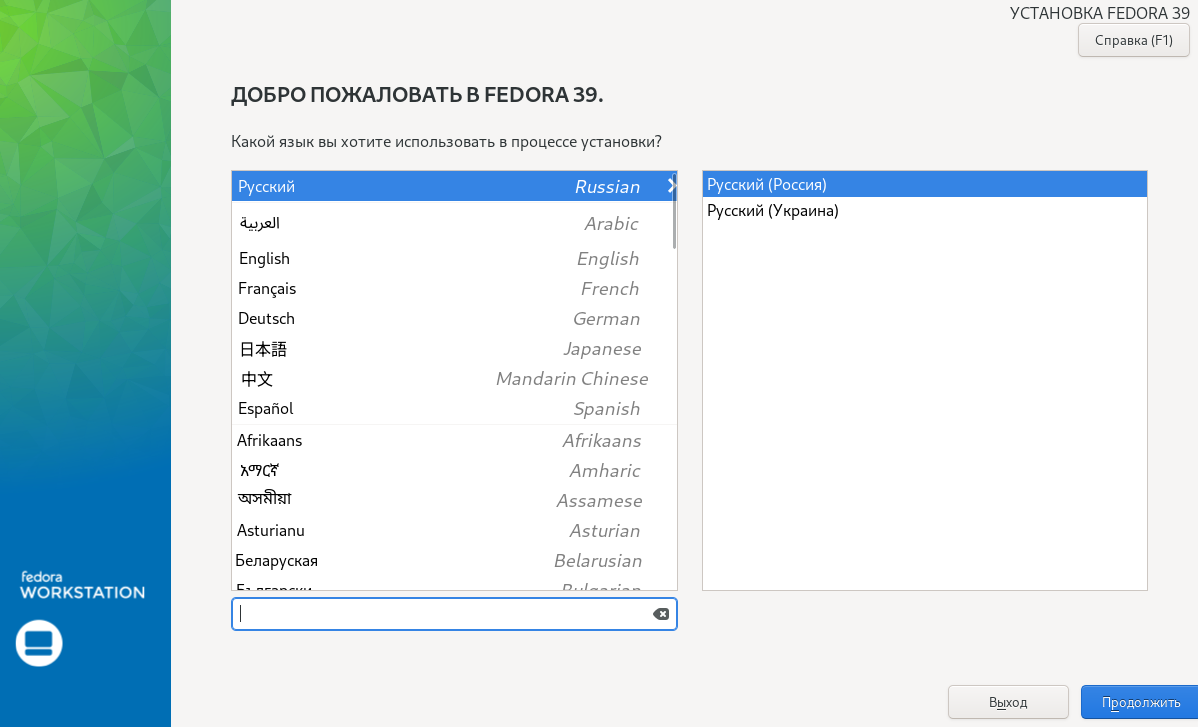 УСТАНОВКА FEDORA 39
Справка (F1)
ДОБРО ПОЖАЛОВАТЬ В FEDORA 39.
Какой язык вы хотите использовать в процессе установки?
Русский Russian
العربية Arabic
English English
Français French
Deutsch German
日本語 Japanese
中文 Mandarin Chinese
Español Spanish
Afrikaans Afrikaans
አማርኛ Amharic
অসমীয়া Assamese
Asturianu Asturian
Беларуская Belarusian
Български Bulgarian
Русский (Россия)
Русский (Украина)
fedora
WORKSTATION
Выход
Продолжить